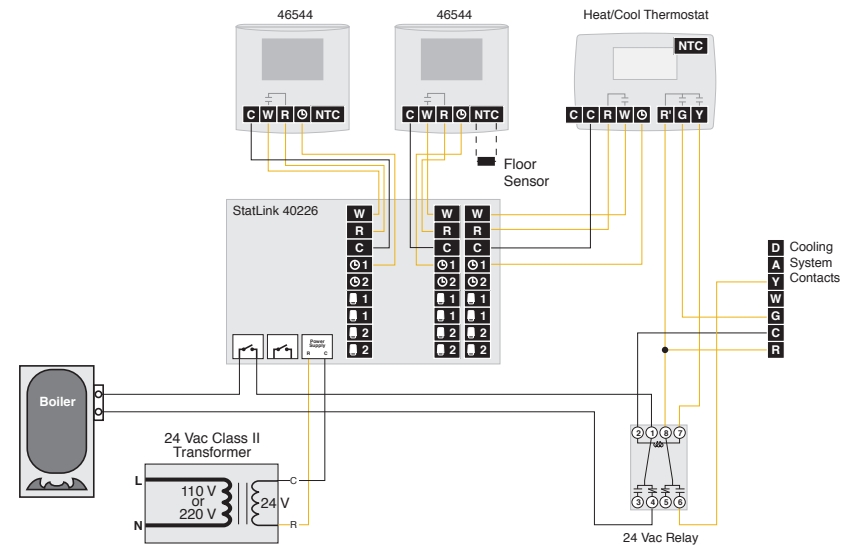 46544
46544
Heat/Cool Thermostat
NTC
C W R NTC
C W R NTC
C C R W R' G Y
Floor
Sensor
StatLink 40226
W
R
C
1
2
1
1
2
2
W
R
C
1
2
1
1
2
2
W
R
C
1
2
1
1
2
2
Power
Supply
R C
D
A
Y
W
G
C
R
Cooling
System
Contacts
Boiler
24 Vac Class II
Transformer
L
110 V
or
220 V
N
24 V
C
R
2 1 8 7
3 4 5 6
24 Vac Relay